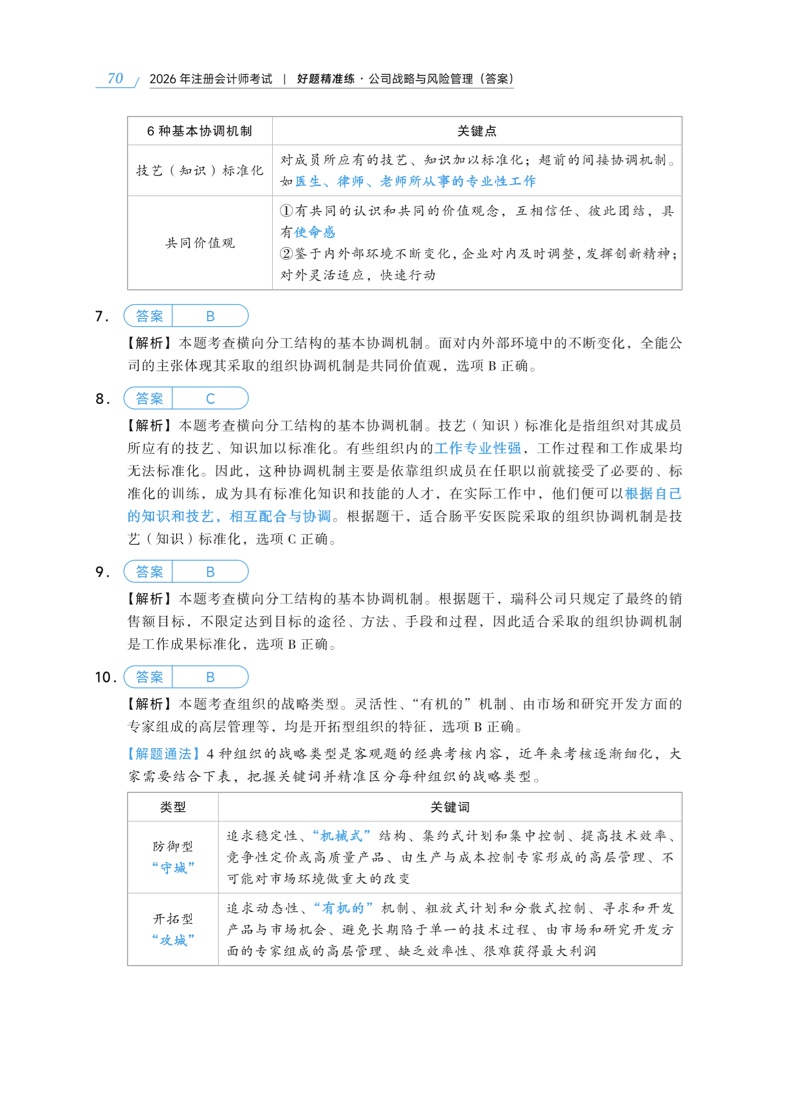 70 2026 年注册会计师考试 | 好题精准练 · 公司战略与风险管理（答案）
6 种基本协调机制 关键点
技艺（知识）标准化
对成员所应有的技艺、知识加以标准化；超前的间接协调机制。
如医生、律师、老师所从事的专业性工作
共同价值观
①有共同的认识和共同的价值观念，互相信任、彼此团结，具
有使命感
②鉴于内外部环境不断变化，企业对内及时调整，发挥创新精神；
对外灵活适应，快速行动
7. 答案 B
【解析】本题考查横向分工结构的基本协调机制。面对内外部环境中的不断变化，全能公
司的主张体现其采取的组织协调机制是共同价值观，选项 B 正确。
8. 答案 C
【解析】本题考查横向分工结构的基本协调机制。技艺（知识）标准化是指组织对其成员
所应有的技艺、知识加以标准化。有些组织内的工作专业性强，工作过程和工作成果均
无法标准化。因此，这种协调机制主要是依靠组织成员在任职以前就接受了必要的、标
准化的训练，成为具有标准化知识和技能的人才，在实际工作中，他们便可以根据自己
的知识和技艺，相互配合与协调。根据题干，适合肠平安医院采取的组织协调机制是技
艺（知识）标准化，选项 C 正确。
9. 答案 B
【解析】本题考查横向分工结构的基本协调机制。根据题干，瑞科公司只规定了最终的销
售额目标，不限定达到目标的途径、方法、手段和过程，因此适合采取的组织协调机制
是工作成果标准化，选项 B 正确。
10. 答案 B
【解析】本题考查组织的战略类型。灵活性、“有机的”机制、由市场和研究开发方面的
专家组成的高层管理等，均是开拓型组织的特征，选项 B 正确。
【解题通法】4 种组织的战略类型是客观题的经典考核内容，近年来考核逐渐细化，大
家需要结合下表，把握关键词并精准区分每种组织的战略类型。
类型 关键词
防御型
“守城”
追求稳定性、“机械式”结构、集约式计划和集中控制、提高技术效率、
竞争性定价或高质量产品、由生产与成本控制专家形成的高层管理、不
可能对市场环境做重大的改变
开拓型
“攻城”
追求动态性、“有机的”机制、粗放式计划和分散式控制、寻求和开发
产品与市场机会、避免长期陷于单一的技术过程、由市场和研究开发方
面的专家组成的高层管理、缺乏效率性、很难获得最大利润